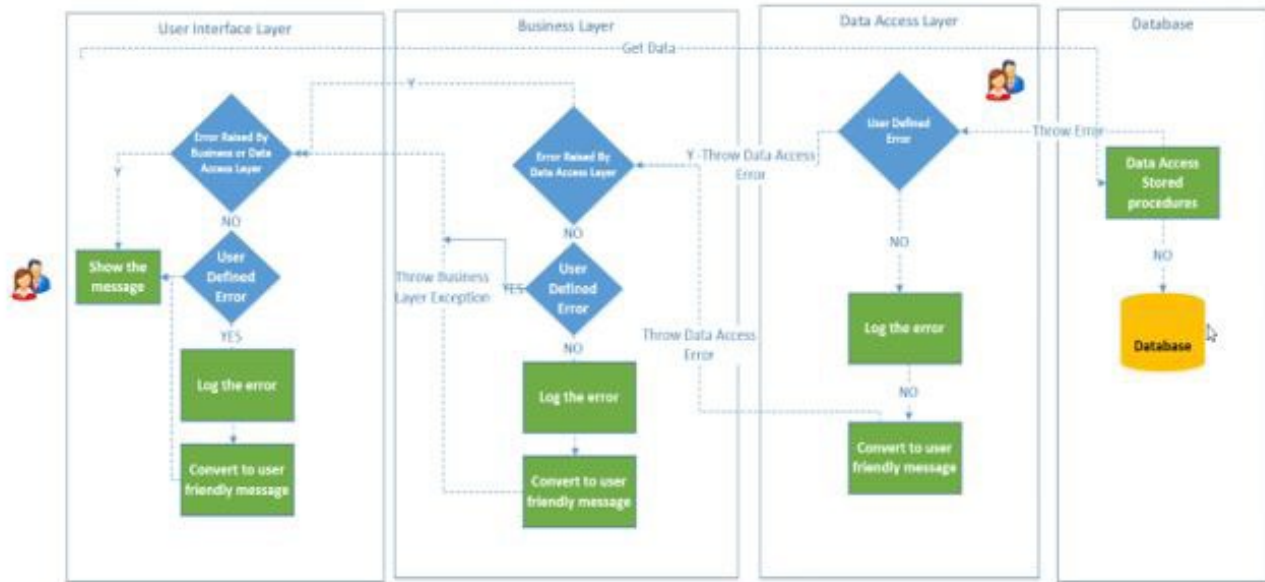 User Interface Layer
Business Layer
Data Access Layer
Database
Get Data
Y
Error Raised By
Business or Data
Access Layer
Y
NO
User
Defined
Error
Show the
message
YES
Log the error
Convert to user
friendly message
Error Raised By
Data Access Layer
NO
User
Defined
Error
YES
Throw Business
Layer Exception
NO
Log the error
Convert to user
friendly message
User Defined
Error
Y -Throw Data Access
Error
NO
Log the error
NO
Convert to user
friendly message
Throw Data Access
Error
Throw Error
Data Access
Stored
procedures
NO
Database